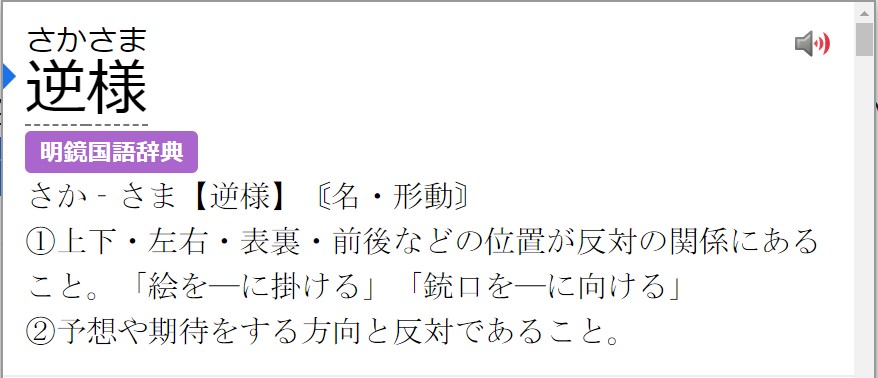 さかさま
逆様
明鏡国語辞典
さか‐さま【逆様】〘名・形動〙
①上下・左右・表裏・前後などの位置が反対の関係にある
こと。「絵を―に掛ける」「銃口を―に向ける」
②予想や期待をする方向と反対であること。